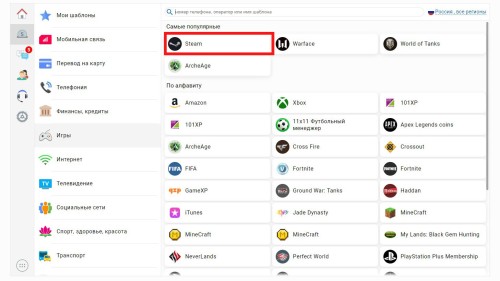 Мои шаблоны
Мобильная связь
Перевод на карту
Телефония
Финансы, кредиты
Игры
Интернет
Телевидение
Социальные сети
Спорт, здоровье, красота
Транспорт
номер телефона, оператор или имя шаблона
Россия, все регионы
Самые популярные
Steam
Warface
World of Tanks
ArcheAge
По алфавиту
Amazon
Xbox
101XP
101XP
11x11 Футбольный
менеджер
Apex Legends coins
ArcheAge
Cross Fire
Crossout
FIFA
Fortnite
Fortnite
GameXP
Ground War: Tanks
Haddan
iTunes
Jade Dynasty
MineCraft
MineCraft
MineCraft
My Lands: Black Gem Hunting
NeverLands
Perfect World
PlayStation Plus Membership